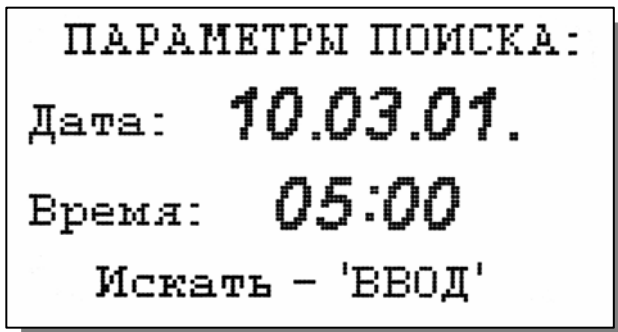 ПАРАМЕТРЫ ПОИСКА:
Дата: 10.03.01.
Время: 05:00
Искать – 'ВВОД'